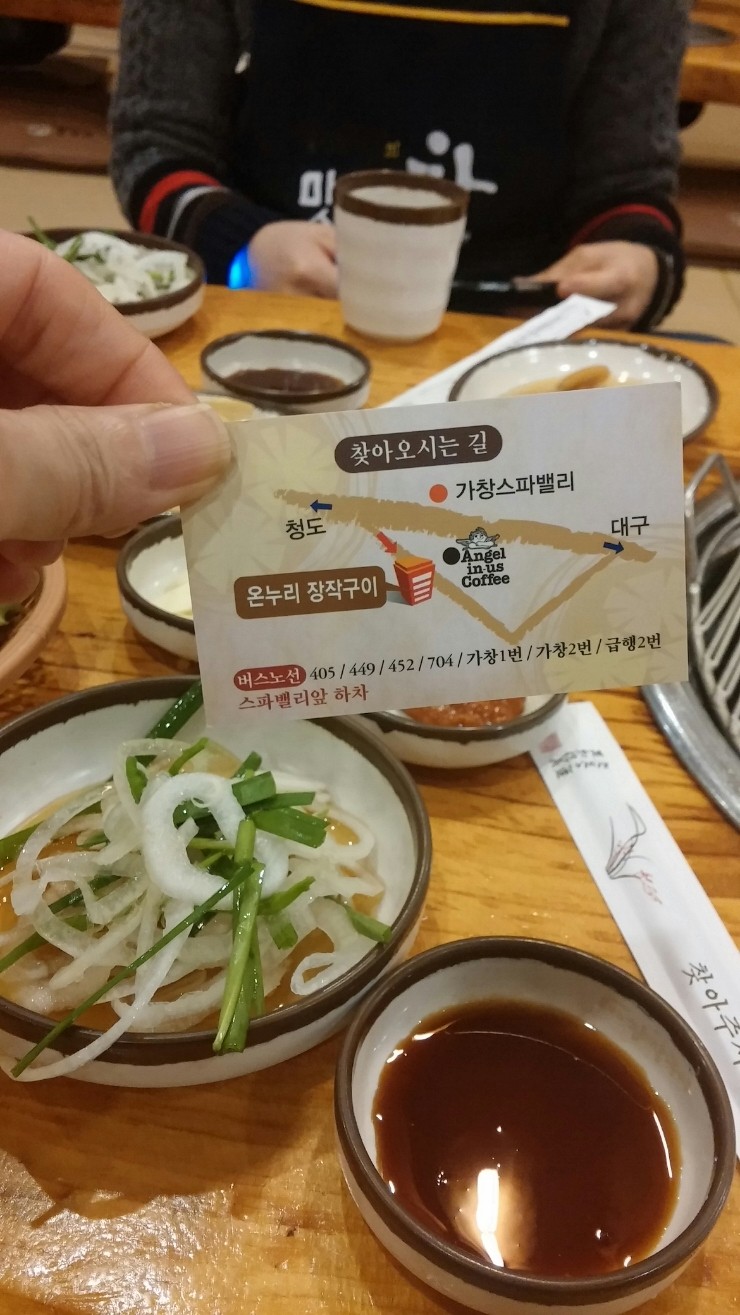 찾아오시는 길
가창스파밸리
청도
대구
Angel
in-us
Coffee
온누리 장작구이
버스노선 405 / 449 / 452 / 704 / 가창1번 / 가창2번 / 급행2번
스파밸리앞 하차
찾아주셔